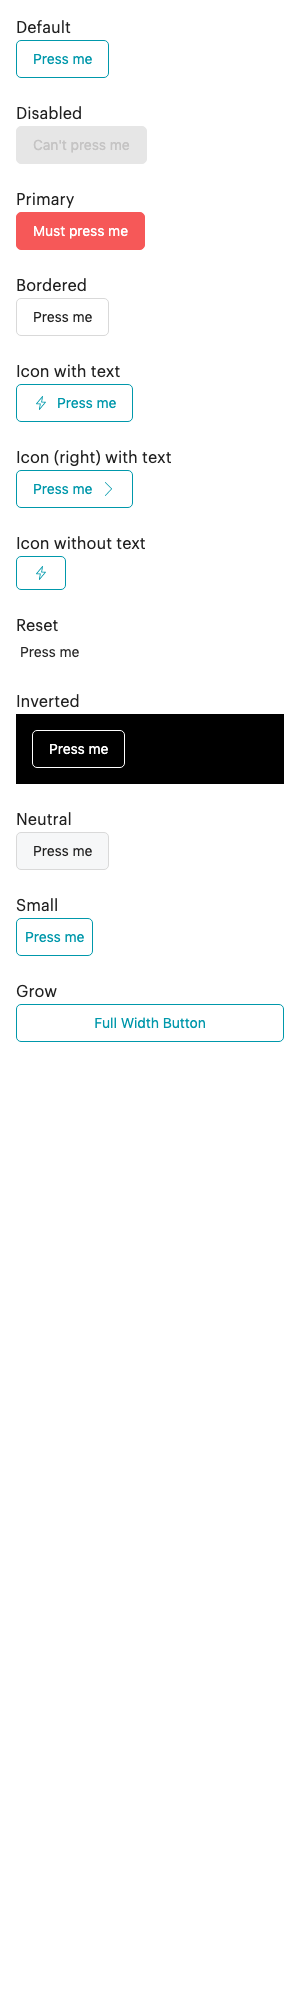 Default
Press me
Disabled
Can't press me
Primary
Must press me
Bordered
Press me
Icon with text
Press me
Icon (right) with text
Press me
Icon without text
Reset
Press me
Inverted
Press me
Neutral
Press me
Small
Press me
Grow
Full Width Button